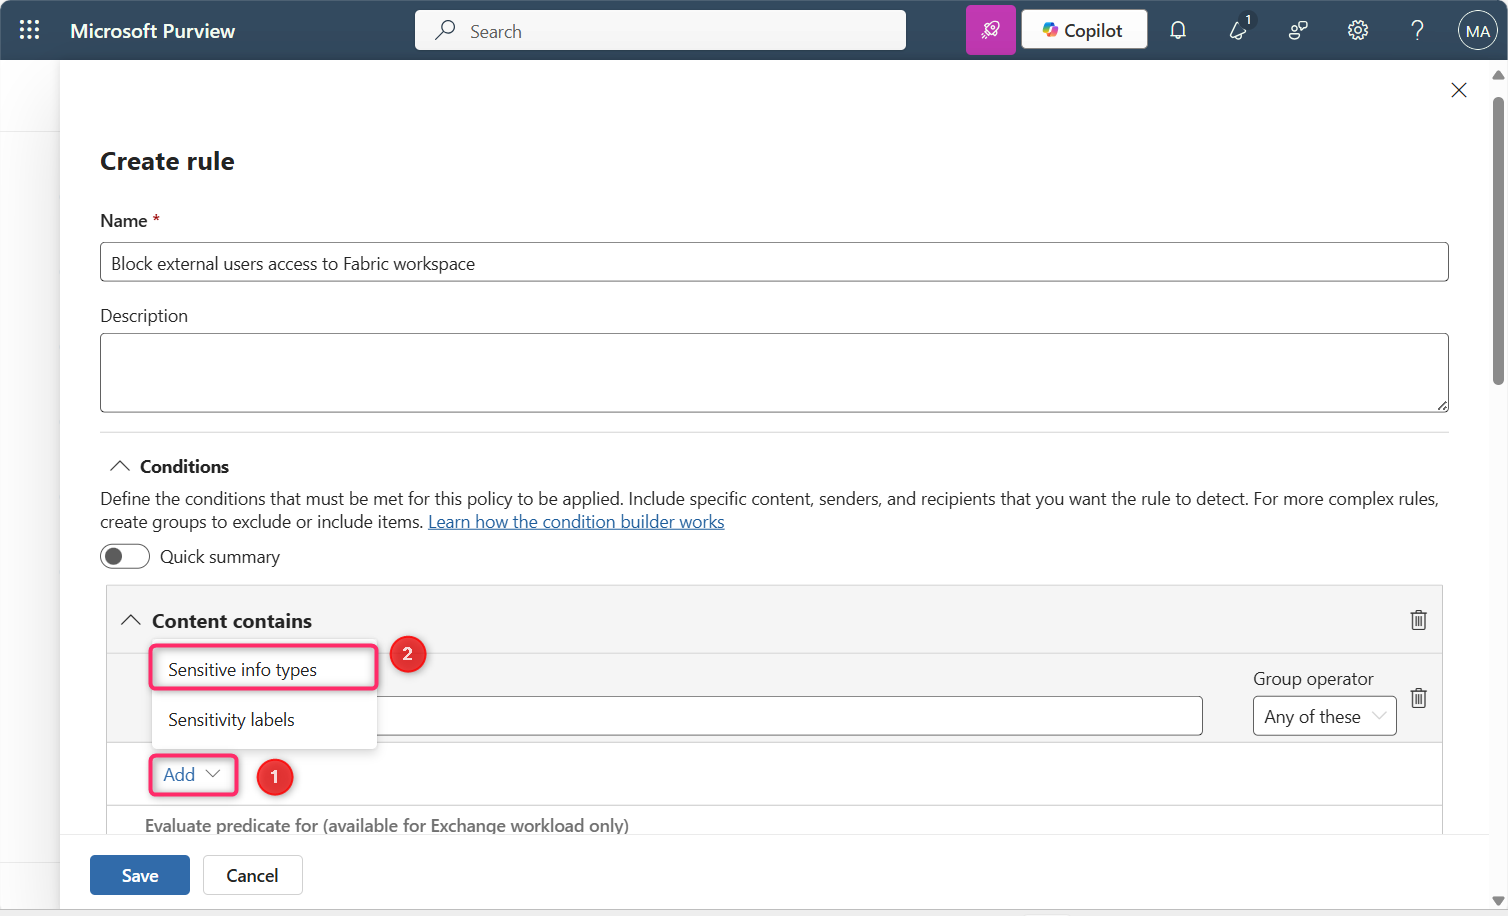 Microsoft Purview
Search
Copilot
1
?
MA
Create rule
Name *
Block external users access to Fabric workspace
Description
Conditions
Define the conditions that must be met for this policy to be applied. Include specific content, senders, and recipients that you want the rule to detect. For more complex rules,
create groups to exclude or include items. Learn how the condition builder works
Quick summary
Content contains
Sensitive info types
2
Group operator
Sensitivity labels
Any of these
Add
1
Evaluate predicate for (available for Exchange workload only)
Save
Cancel